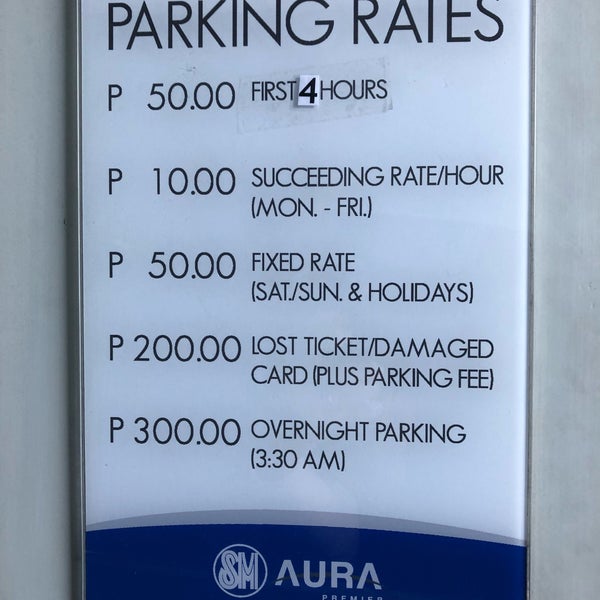 PARKING RATES
P 50.00 FIRST 4 HOURS
P 10.00 SUCCEEDING RATE/HOUR
(MON. - FRI.)
P 50.00 FIXED RATE
(SAT./SUN. & HOLIDAYS)
P 200.00 LOST TICKET/DAMAGED
CARD (PLUS PARKING FEE)
P 300.00 OVERNIGHT PARKING
(3:30 AM)
SM AURA
PREMIER